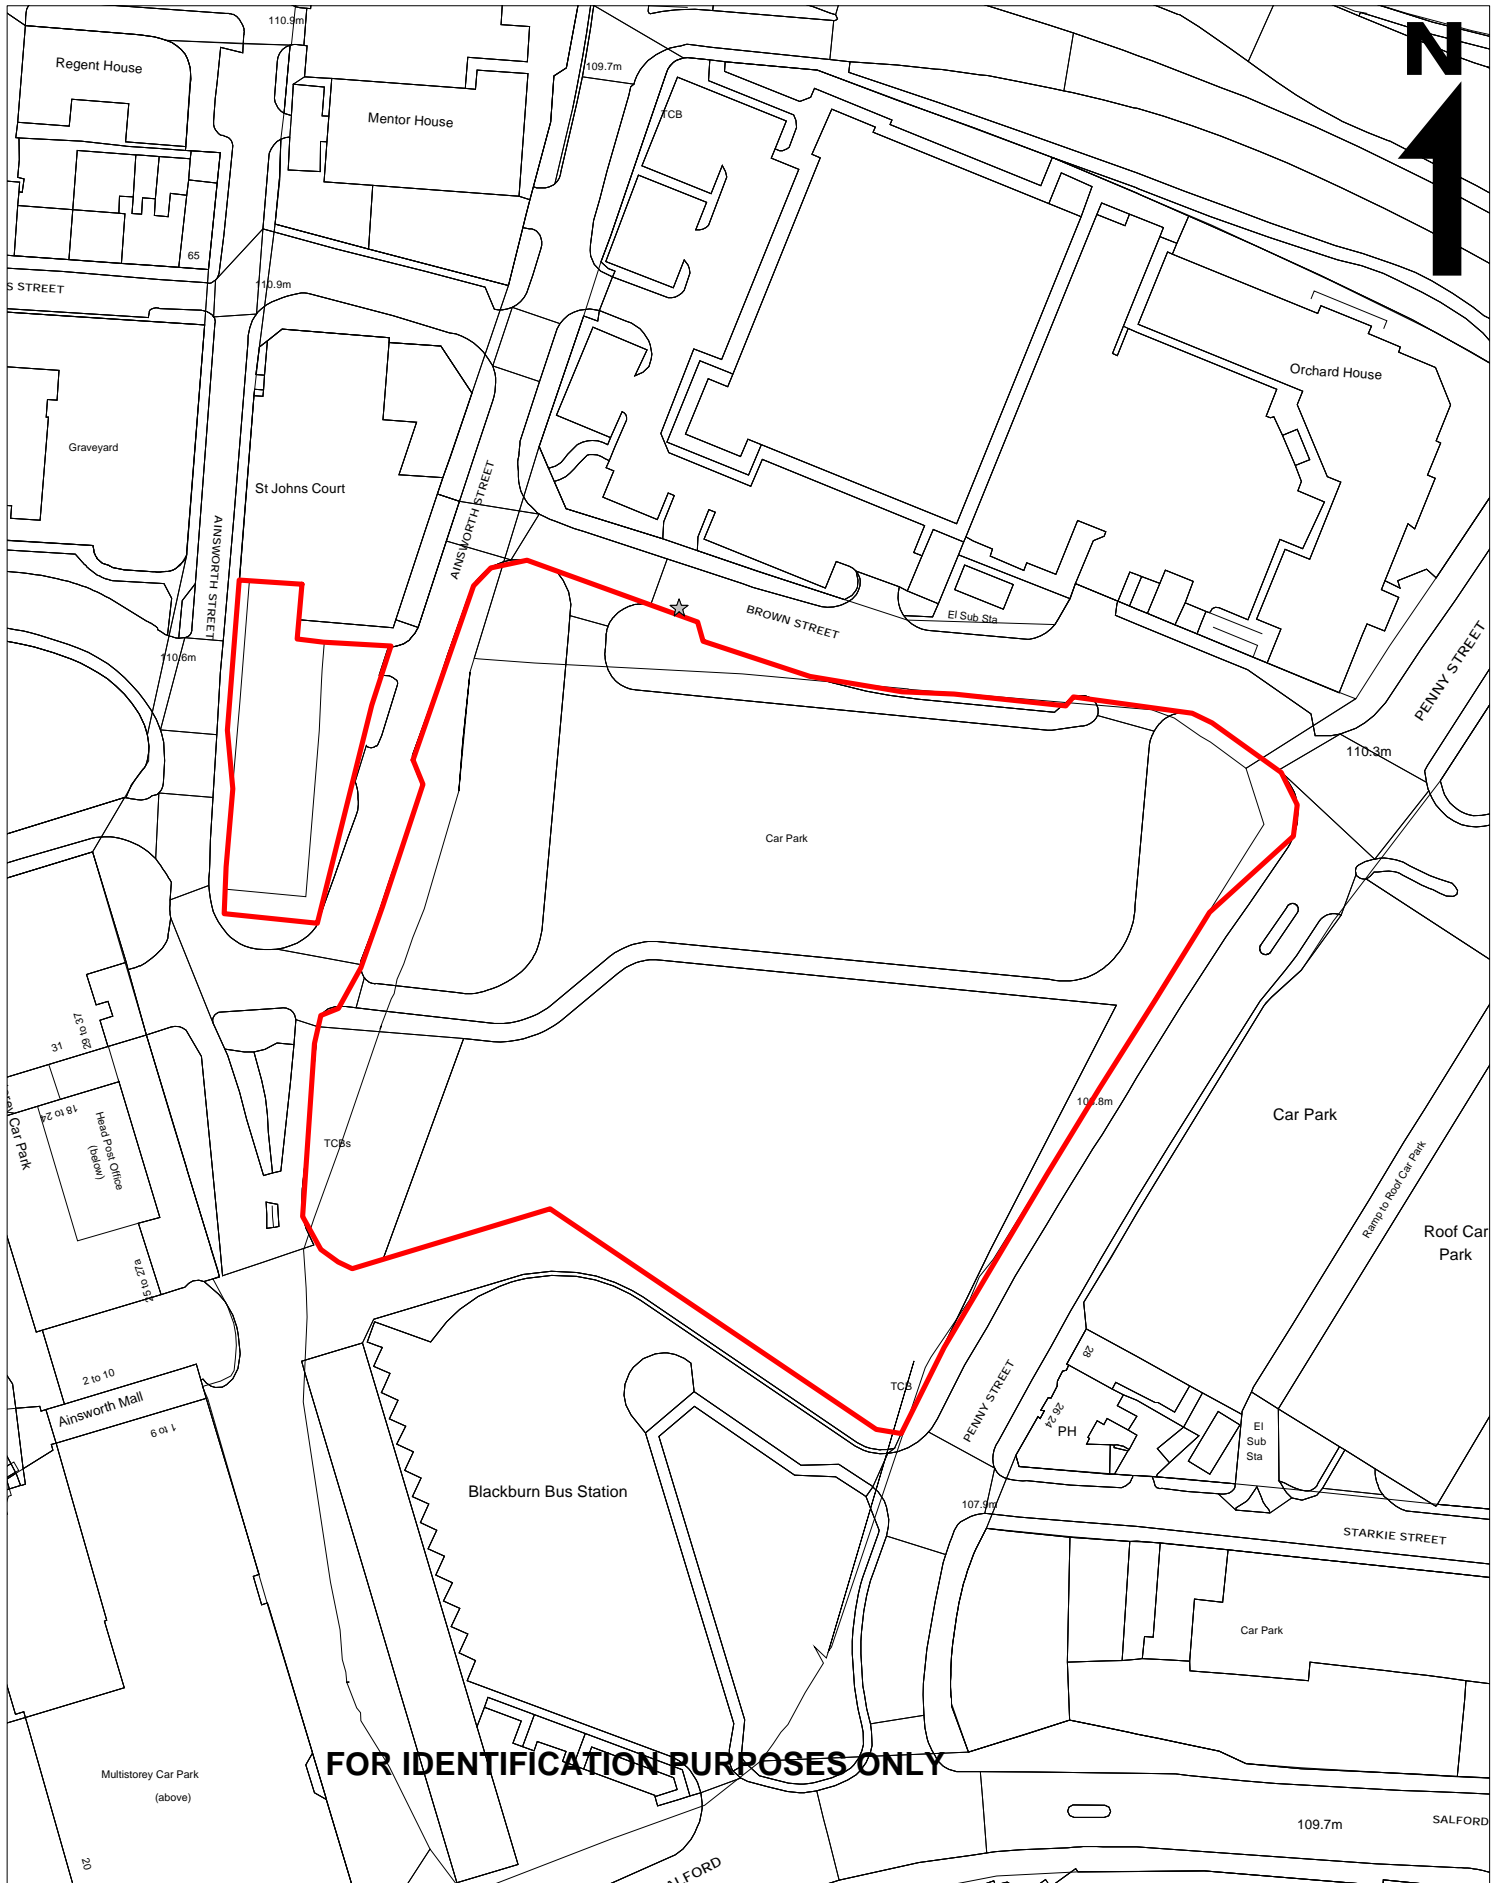 110.9m
N
Regent House
109.7m
Mentor House
TCB
65
S STREET
110.9m
Orchard House
Graveyard
St Johns Court
AINSWORTH STREET
AINSWORTH STREET
BROWN STREET
El Sub Sta
PENNY STREET
110.6m
110.3m
Car Park
29 to 37
31
18 to 24
Head Post Office
(below)
rey Car Park
TCBs
Car Park
Ramp to Roof Car Park
Roof Car
Park
25 to 27a
2 to 10
Ainsworth Mall
1 to 9
TCB
PENNY STREET
28
26 24
PH
El
Sub
Sta
Blackburn Bus Station
107.9m
STARKIE STREET
Car Park
FOR IDENTIFICATION PURPOSES ONLY
Multistorey Car Park
(above)
109.7m
SALFORD
20
ALFORD